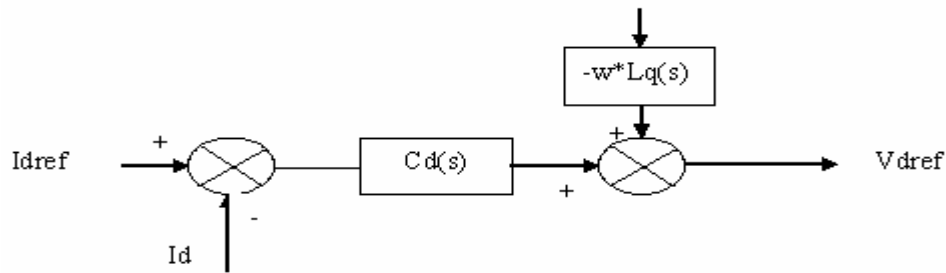 -w*Lq(s)
+
+
Idref
Cd(s)
Vdref
+
-
Id